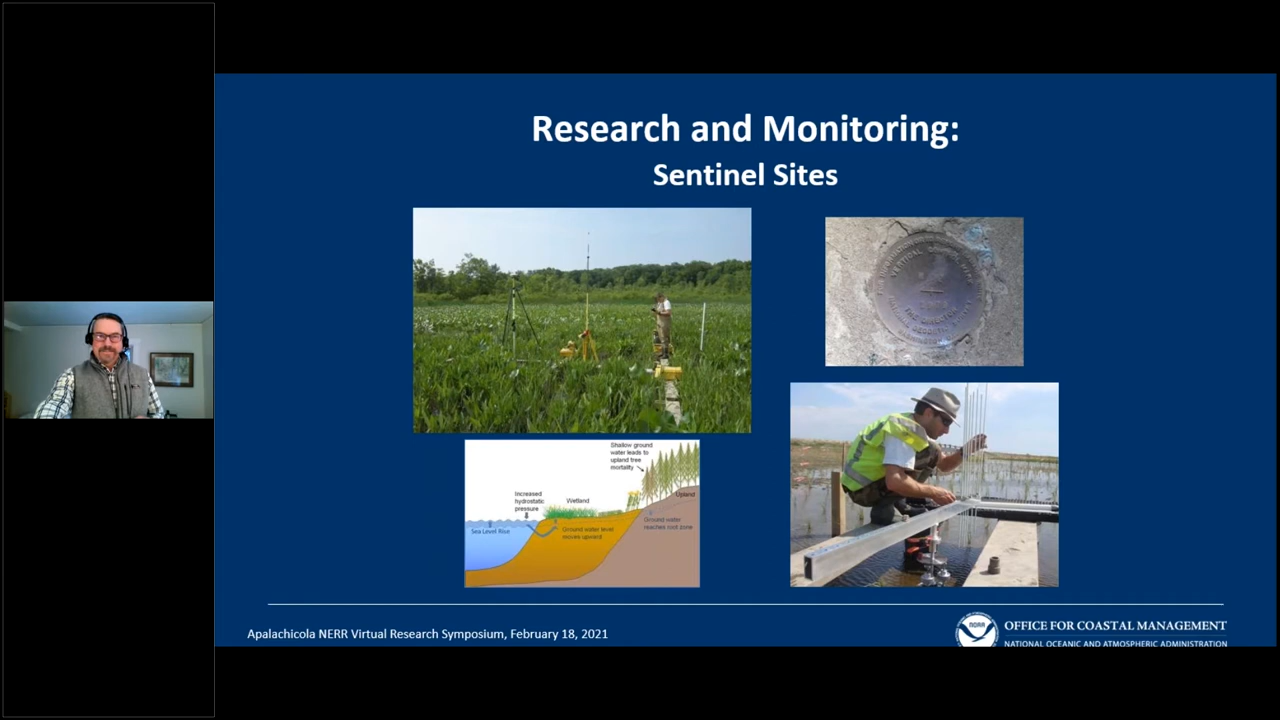 Research and Monitoring:
Sentinel Sites
Shallow ground
water leads to
upland tree
mortality
Increased
hydrostatic
pressure
Wetland
Upland
Sea Level Rise
Ground water level
moves upward
Ground water
reaches root zone
Apalachicola NERR Virtual Research Symposium, February 18, 2021
NOAA
OFFICE FOR COASTAL MANAGEMENT
NATIONAL OCEANIC AND ATMOSPHERIC ADMINISTRATION